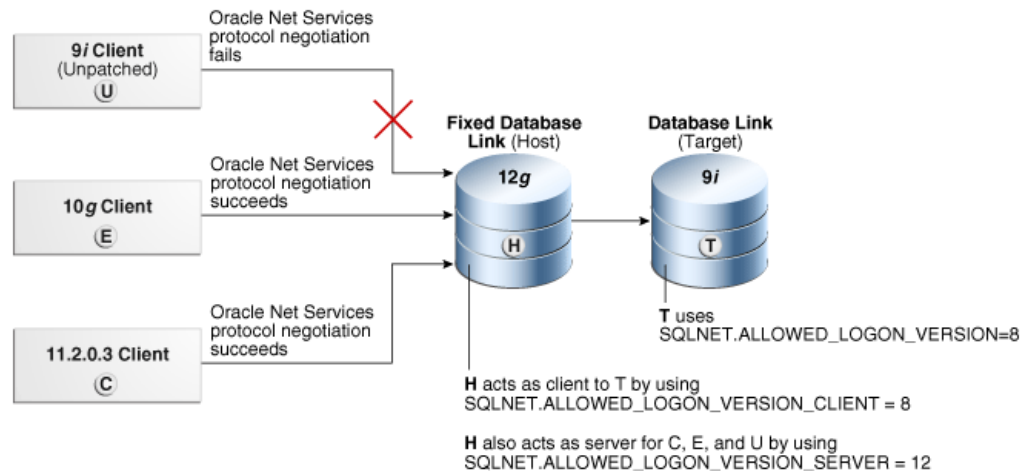 Oracle Net Services
protocol negotiation
fails
9i Client
(Unpatched)
U
Fixed Database
Link (Host)
Database Link
(Target)
12g
9i
Oracle Net Services
protocol negotiation
succeeds
10g Client
E
H
T
Oracle Net Services
protocol negotiation
succeeds
11.2.0.3 Client
C
T uses
SQLNET.ALLOWED_LOGON_VERSION=8
H acts as client to T by using
SQLNET.ALLOWED_LOGON_VERSION_CLIENT = 8
H also acts as server for C, E, and U by using
SQLNET.ALLOWED_LOGON_VERSION_SERVER = 12